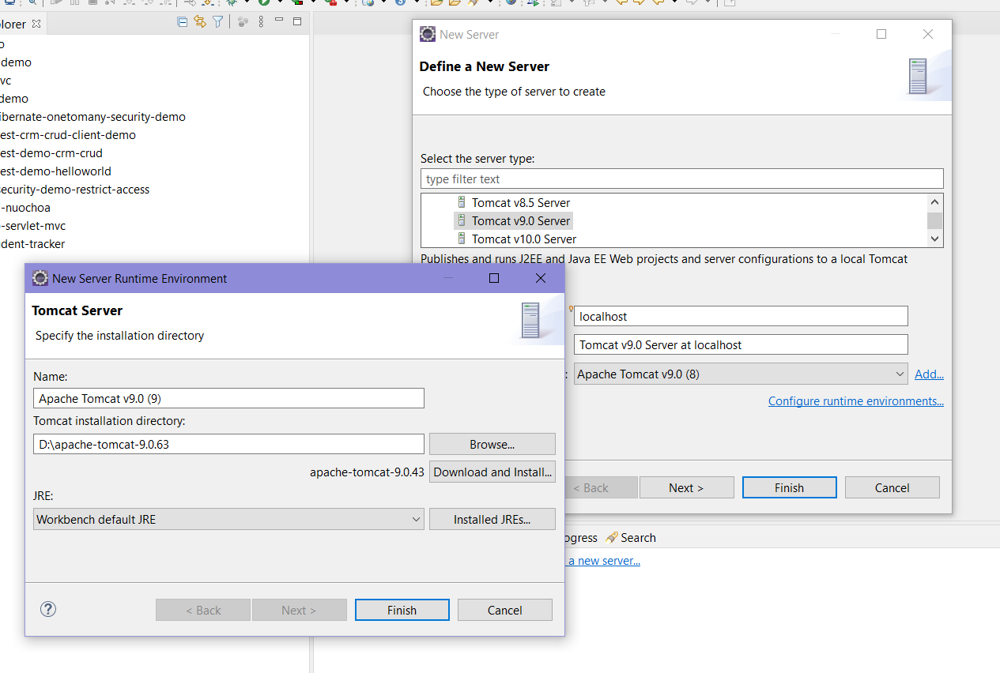 lorer
o
demo
vc
demo
ibernate-onetomany-security-demo
est-crm-crud-client-demo
est-demo-crm-crud
est-demo-helloworld
security-demo-restrict-access
-nuochoa
-servlet-mvc
dent-tracker
New Server
Define a New Server
Choose the type of server to create
Select the server type:
type filter text
Tomcat v8.5 Server
Tomcat v9.0 Server
Tomcat v10.0 Server
Publishes and runs J2EE and Java EE Web projects and server configurations to a local Tomcat
localhost
Tomcat v9.0 Server at localhost
: Apache Tomcat v9.0 (8) Add...
Configure runtime environments...
< Back Next > Finish Cancel
New Server Runtime Environment
Tomcat Server
Specify the installation directory
Name:
Apache Tomcat v9.0 (9)
Tomcat installation directory:
D:\apache-tomcat-9.0.63 Browse...
apache-tomcat-9.0.43 Download and Install...
JRE:
Workbench default JRE Installed JREs...
? < Back Next > Finish Cancel
ogress Search
a new server...